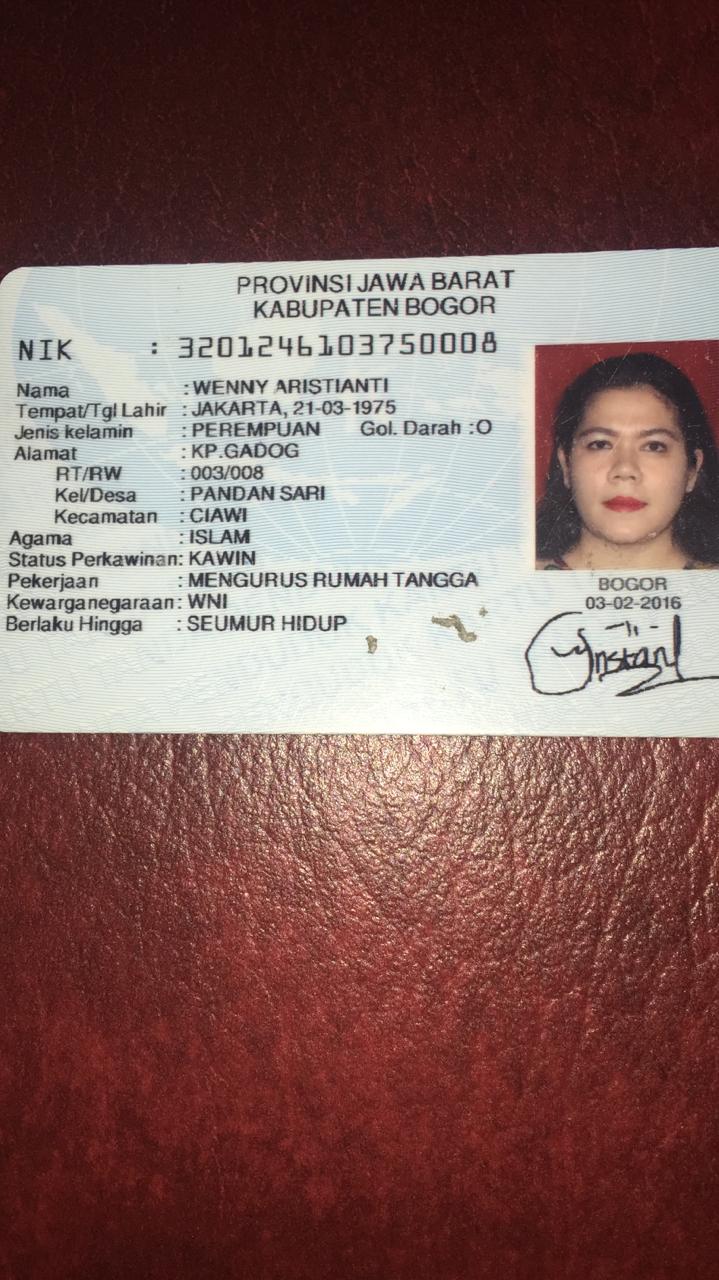 PROVINSI JAWA BARAT
KABUPATEN BOGOR
NIK : 3201246103750008
Nama : WENNY ARISTIANTI
Tempat/Tgl Lahir : JAKARTA, 21-03-1975
Jenis kelamin : PEREMPUAN Gol. Darah : O
Alamat : KP.GADOG
RT/RW : 003/008
Kel/Desa : PANDAN SARI
Kecamatan : CIAWI
Agama : ISLAM
Status Perkawinan: KAWIN
Pekerjaan : MENGURUS RUMAH TANGGA
Kewarganegaraan: WNI
Berlaku Hingga : SEUMUR HIDUP
BOGOR
03-02-2016